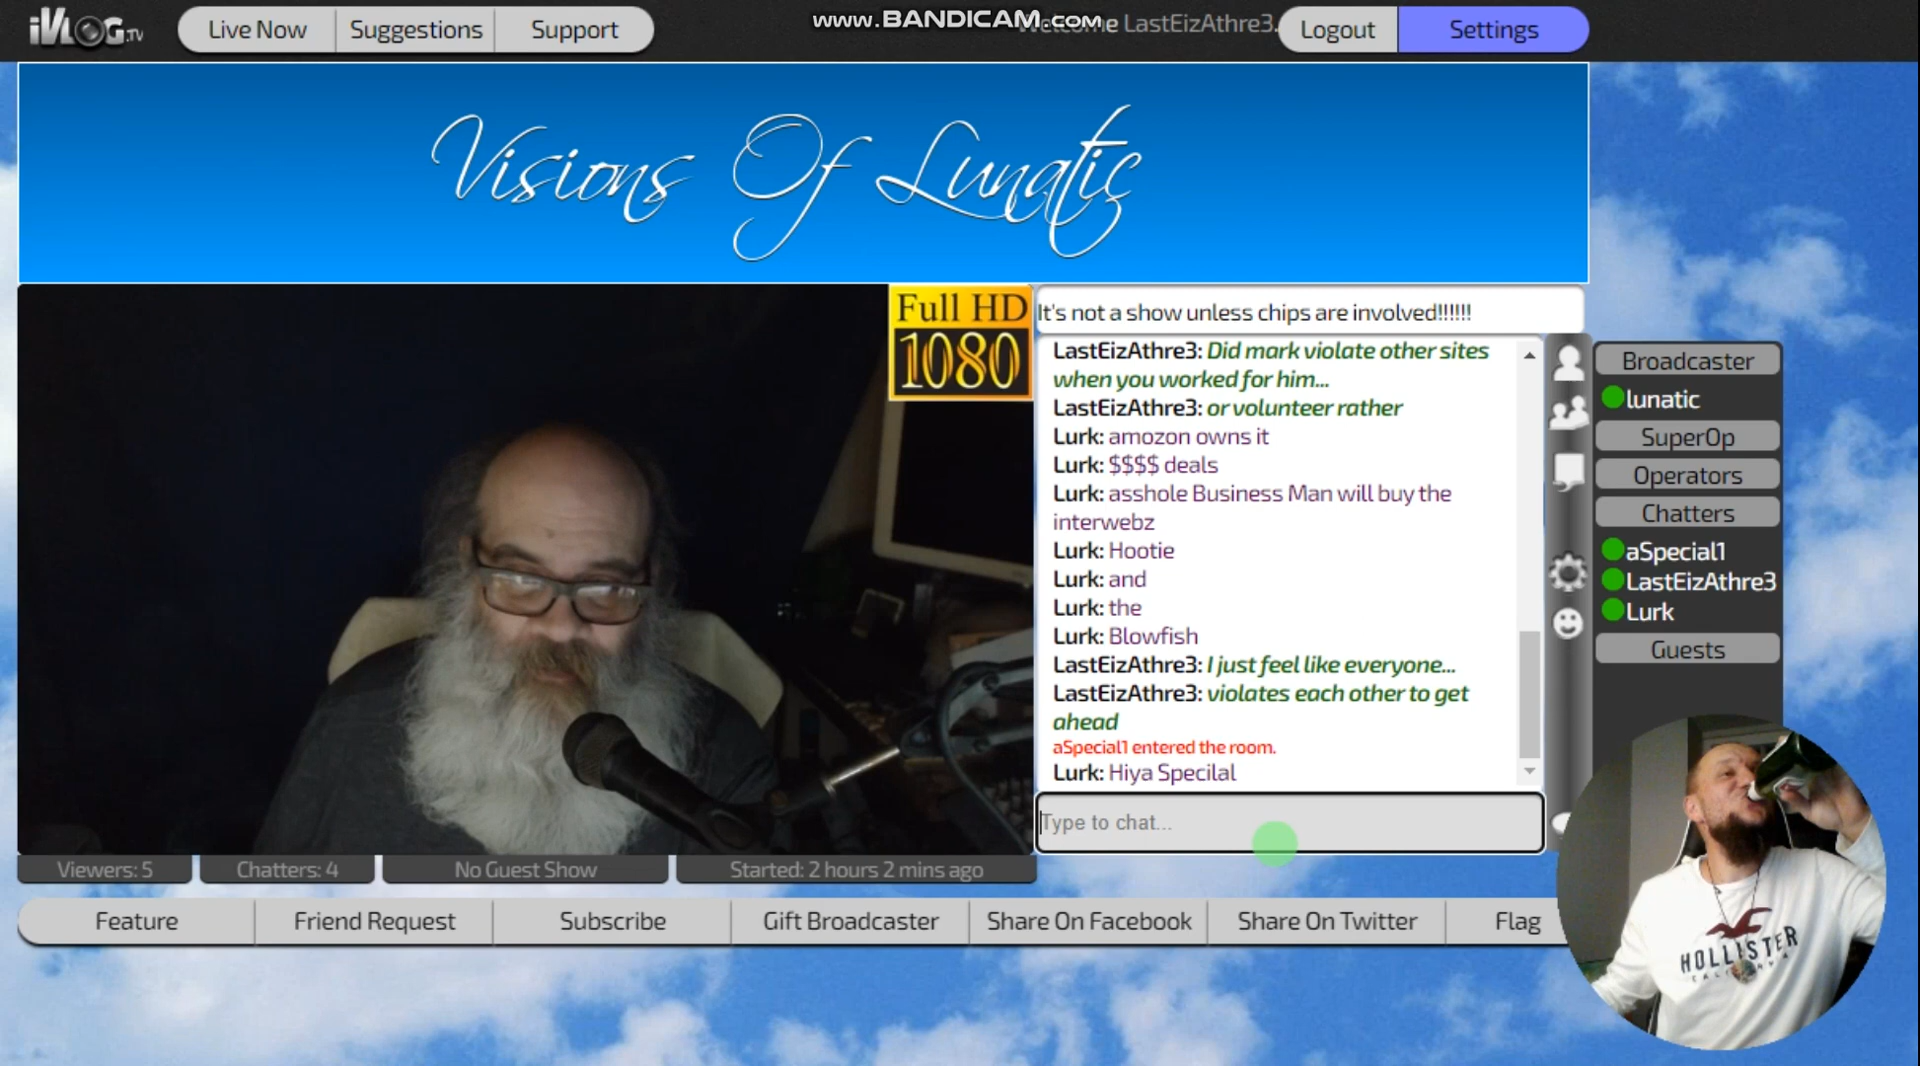 iVLOG.TV
Live Now
Suggestions
Support
www.BANDICAM.com
Welcome LastEizAthre3.
Logout
Settings
Visions Of Lunatic
Full HD
1080
It's not a show unless chips are involved!!!!!!
LastEizAthre3: Did mark violate other sites
when you worked for him...
LastEizAthre3: or volunteer rather
Lurk: amozon owns it
Lurk: $$$$ deals
Lurk: asshole Business Man will buy the
interwebz
Lurk: Hootie
Lurk: and
Lurk: the
Lurk: Blowfish
LastEizAthre3: I just feel like everyone...
LastEizAthre3: violates each other to get
ahead
aSpecial1 entered the room.
Lurk: Hiya Specilal
Type to chat...
Broadcaster
lunatic
SuperOp
Operators
Chatters
aSpecial1
LastEizAthre3
Lurk
Guests
Viewers: 5
Chatters: 4
No Guest Show
Started: 2 hours 2 mins ago
Feature
Friend Request
Subscribe
Gift Broadcaster
Share On Facebook
Share On Twitter
Flag
HOLLISTER
CALIFORNIA